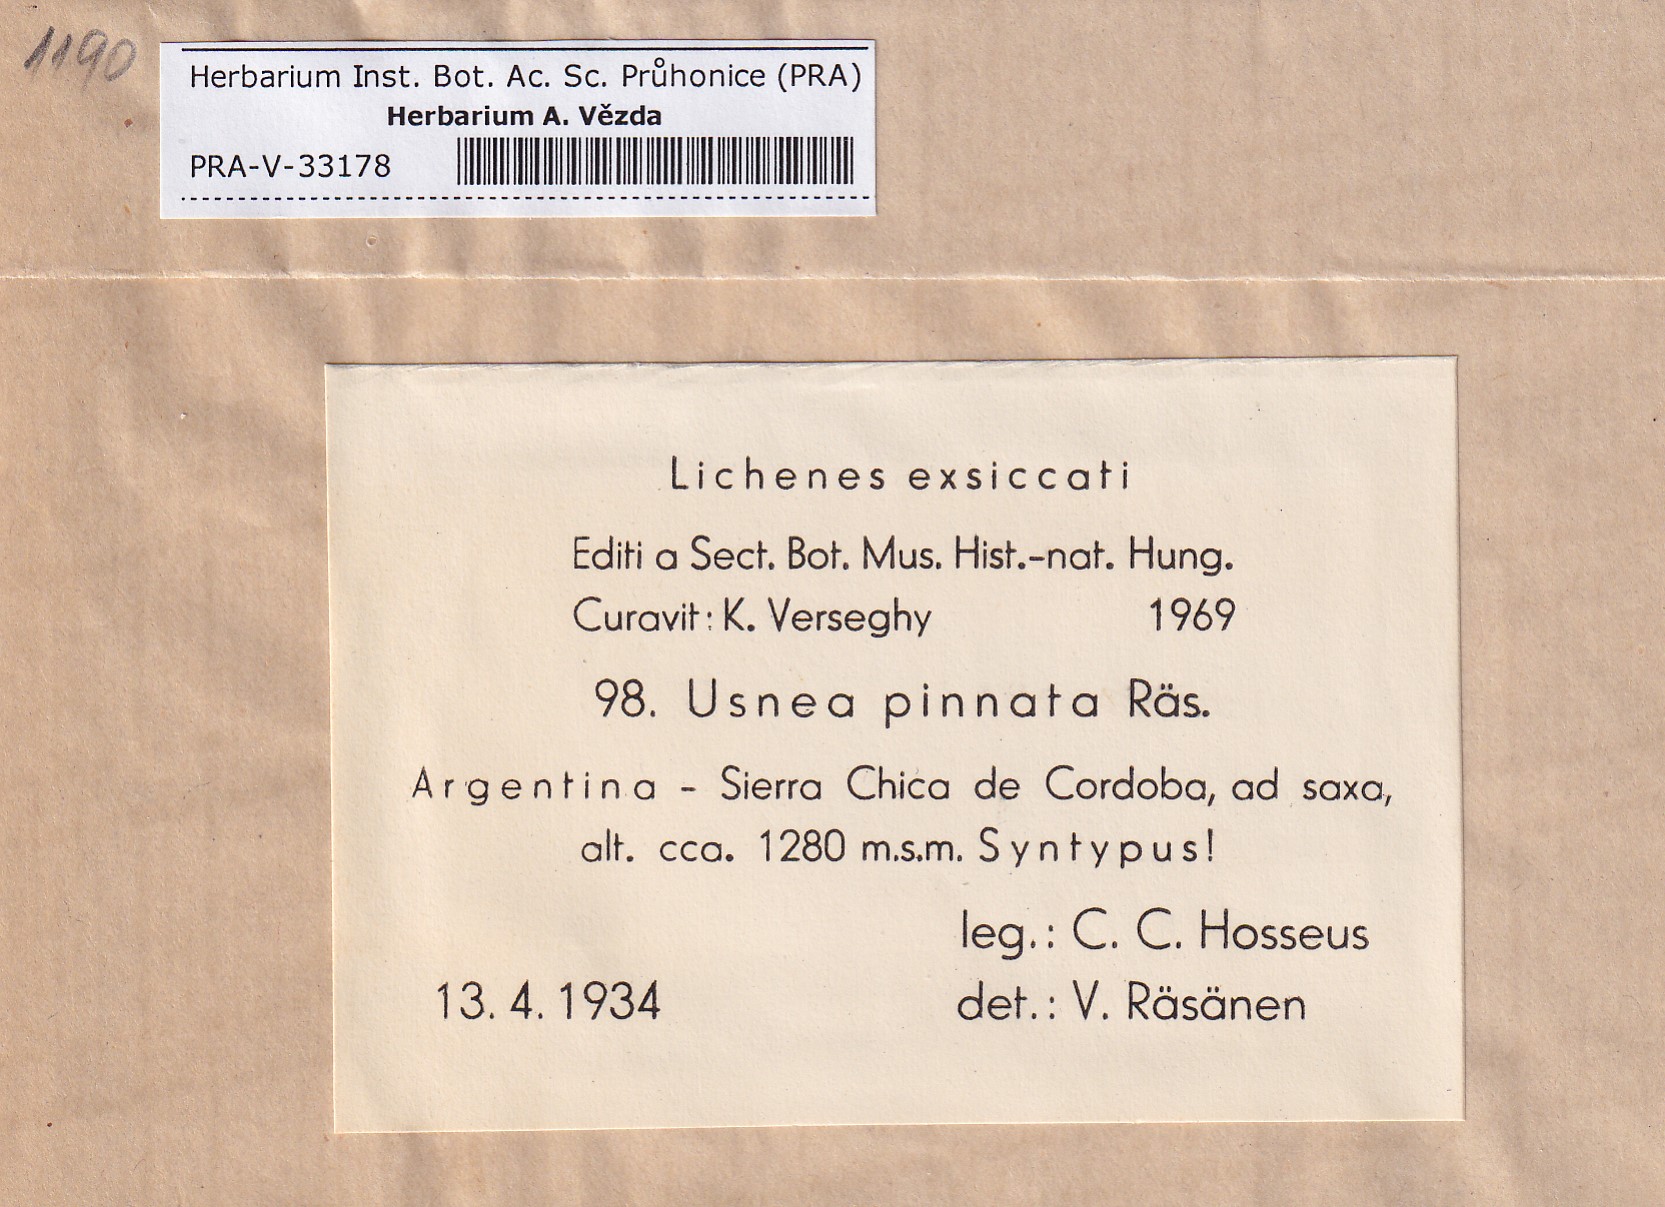 1190
Herbarium Inst. Bot. Ac. Sc. Průhonice (PRA)
Herbarium A. Vězda
PRA-V-33178
Lichenes exsiccati
Editi a Sect. Bot. Mus. Hist.-nat. Hung.
Curavit: K. Verseghy 1969
98. Usnea pinnata Räs.
Argentina - Sierra Chica de Cordoba, ad saxa,
alt. cca. 1280 m.s.m. Syntypus!
leg.: C. C. Hosseus
13. 4. 1934 det.: V. Räsänen